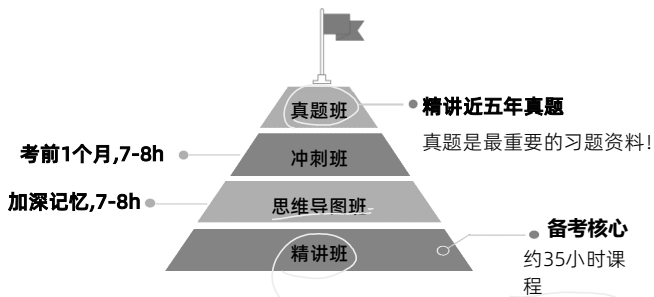 真题班
精讲近五年真题
真题是最重要的习题资料!
考前1个月,7-8h
冲刺班
加深记忆,7-8h
思维导图班
备考核心
精讲班
约35小时课
程